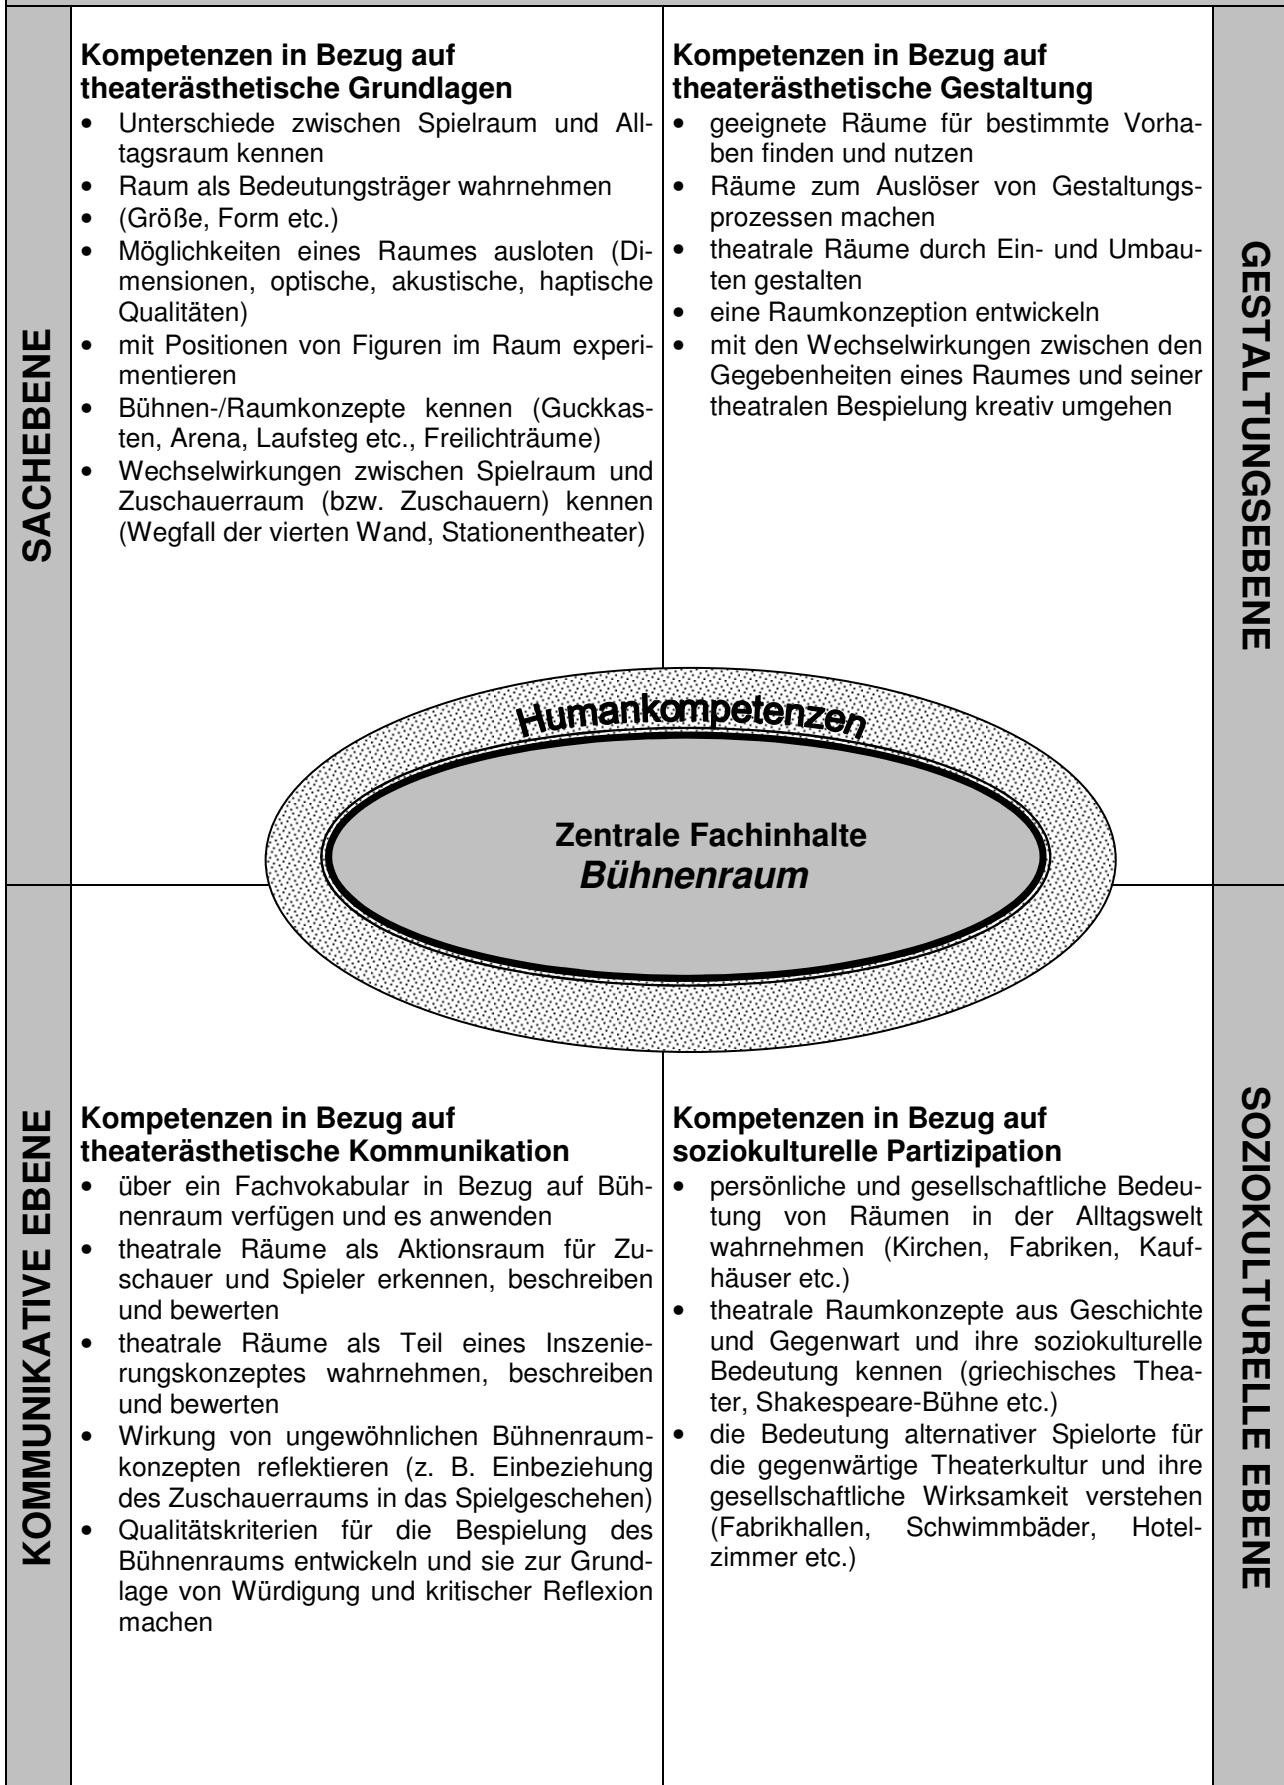 SACHEBENE
Kompetenzen in Bezug auf
theaterästhetische Grundlagen
• Unterschiede zwischen Spielraum und All-
tagsraum kennen
• Raum als Bedeutungsträger wahrnehmen
• (Größe, Form etc.)
• Möglichkeiten eines Raumes ausloten (Di-
mensionen, optische, akustische, haptische
Qualitäten)
• mit Positionen von Figuren im Raum experi-
mentieren
• Bühnen-/Raumkonzepte kennen (Guckkas-
ten, Arena, Laufsteg etc., Freilichträume)
• Wechselwirkungen zwischen Spielraum und
Zuschauerraum (bzw. Zuschauern) kennen
(Wegfall der vierten Wand, Stationentheater)
Kompetenzen in Bezug auf
theaterästhetische Gestaltung
• geeignete Räume für bestimmte Vorha-
ben finden und nutzen
• Räume zum Auslöser von Gestaltungs-
prozessen machen
• theatrale Räume durch Ein- und Umbau-
ten gestalten
• eine Raumkonzeption entwickeln
• mit den Wechselwirkungen zwischen den
Gegebenheiten eines Raumes und seiner
theatralen Bespielung kreativ umgehen
GESTALTUNGSEBENE
Humankompetenzen
Zentrale Fachinhalte
Bühnenraum
KOMMUNIKATIVE EBENE
Kompetenzen in Bezug auf
theaterästhetische Kommunikation
• über ein Fachvokabular in Bezug auf Büh-
nenraum verfügen und es anwenden
• theatrale Räume als Aktionsraum für Zu-
schauer und Spieler erkennen, beschreiben
und bewerten
• theatrale Räume als Teil eines Inszenie-
rungskonzeptes wahrnehmen, beschreiben
und bewerten
• Wirkung von ungewöhnlichen Bühnenraum-
konzepten reflektieren (z. B. Einbeziehung
des Zuschauerraums in das Spielgeschehen)
• Qualitätskriterien für die Bespielung des
Bühnenraums entwickeln und sie zur Grund-
lage von Würdigung und kritischer Reflexion
machen
Kompetenzen in Bezug auf
soziokulturelle Partizipation
• persönliche und gesellschaftliche Bedeu-
tung von Räumen in der Alltagswelt
wahrnehmen (Kirchen, Fabriken, Kauf-
häuser etc.)
• theatrale Raumkonzepte aus Geschichte
und Gegenwart und ihre soziokulturelle
Bedeutung kennen (griechisches Thea-
ter, Shakespeare-Bühne etc.)
• die Bedeutung alternativer Spielorte für
die gegenwärtige Theaterkultur und ihre
gesellschaftliche Wirksamkeit verstehen
(Fabrikhallen, Schwimmbäder, Hotel-
zimmer etc.)
SOZIOKULTURELLE EBENE